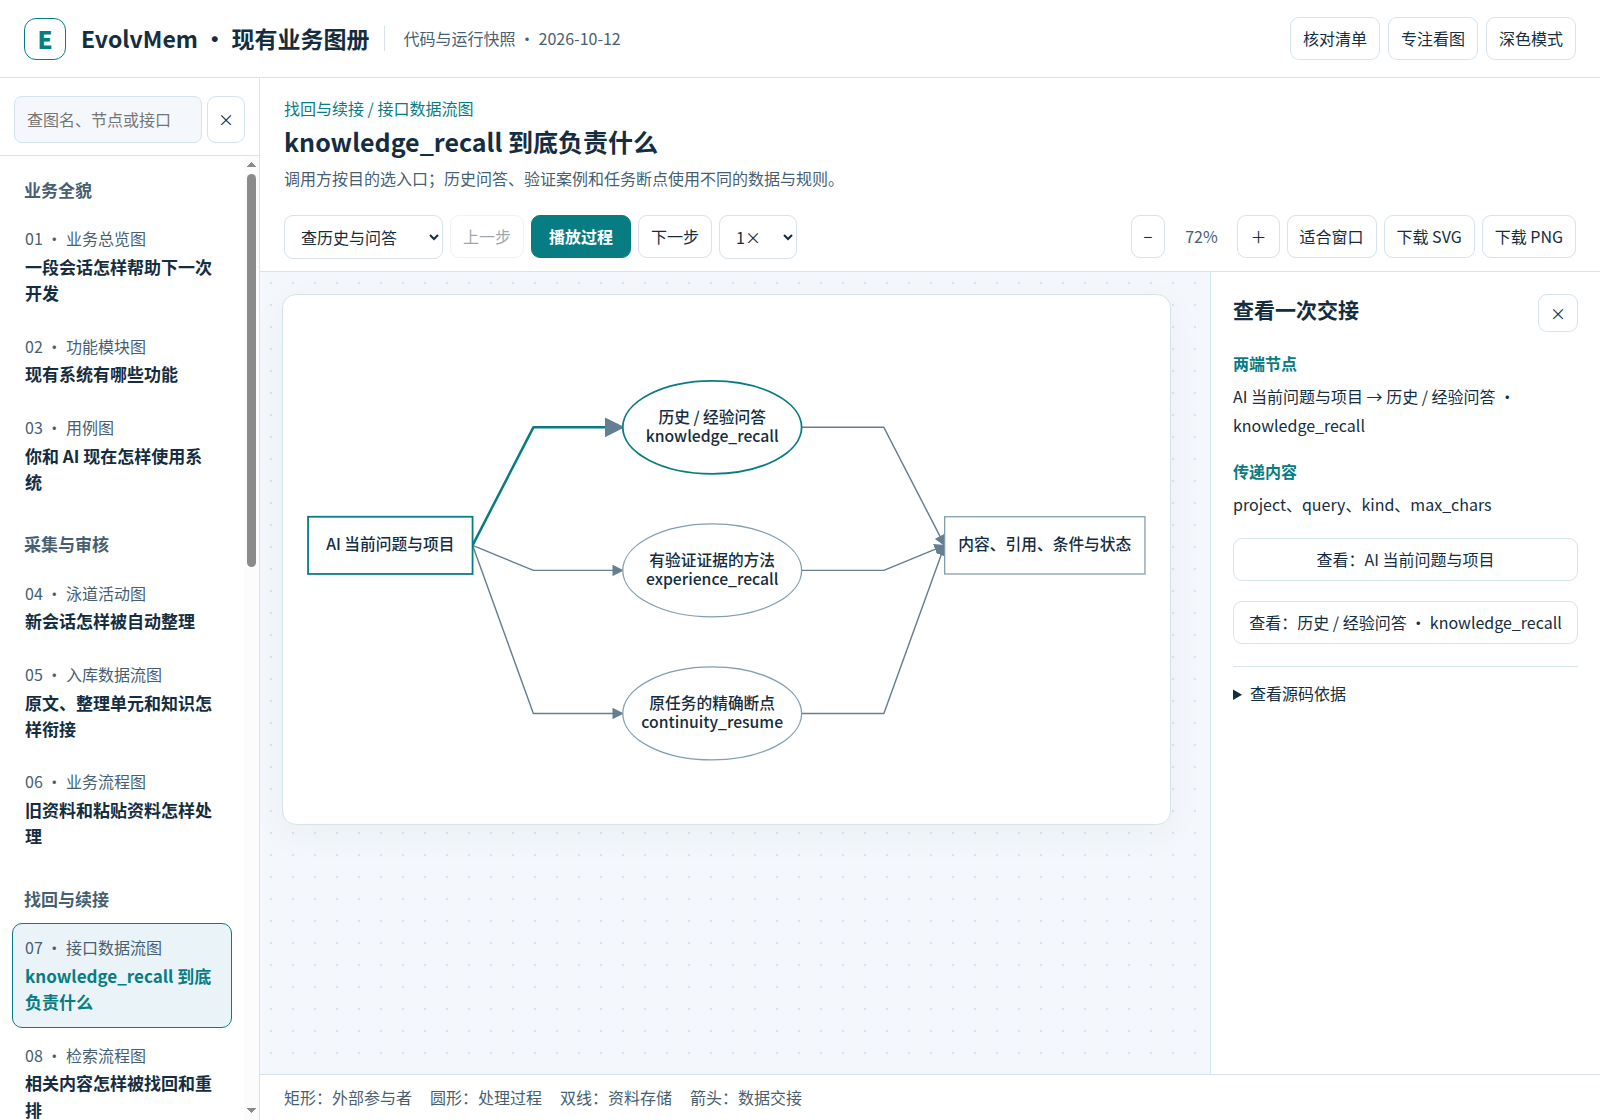 E
EvolvMem · 现有业务图册
代码与运行快照 · 2026-10-12
核对清单
专注看图
深色模式
查图名、节点或接口
×
业务全貌
01 · 业务总览图
一段会话怎样帮助下一次
开发
02 · 功能模块图
现有系统有哪些功能
03 · 用例图
你和 AI 现在怎样使用系
统
采集与审核
04 · 泳道活动图
新会话怎样被自动整理
05 · 入库数据流图
原文、整理单元和知识怎
样衔接
06 · 业务流程图
旧资料和粘贴资料怎样处
理
找回与续接
07 · 接口数据流图
knowledge_recall 到底
负责什么
08 · 检索流程图
相关内容怎样被找回和重
排
找回与续接 / 接口数据流图
knowledge_recall 到底负责什么
调用方按目的选入口；历史问答、验证案例和任务断点使用不同的数据与规则。
查历史与问答
上一步
播放过程
下一步
1×
−
72%
＋
适合窗口
下载 SVG
下载 PNG
AI 当前问题与项目
历史 / 经验问答
knowledge_recall
有验证证据的方法
experience_recall
原任务的精确断点
continuity_resume
内容、引用、条件与状态
查看一次交接
×
两端节点
AI 当前问题与项目 → 历史 / 经验问答 ·
knowledge_recall
传递内容
project、query、kind、max_chars
查看：AI 当前问题与项目
查看：历史 / 经验问答 · knowledge_recall
查看源码依据
矩形：外部参与者 圆形：处理过程 双线：资料存储 箭头：数据交接